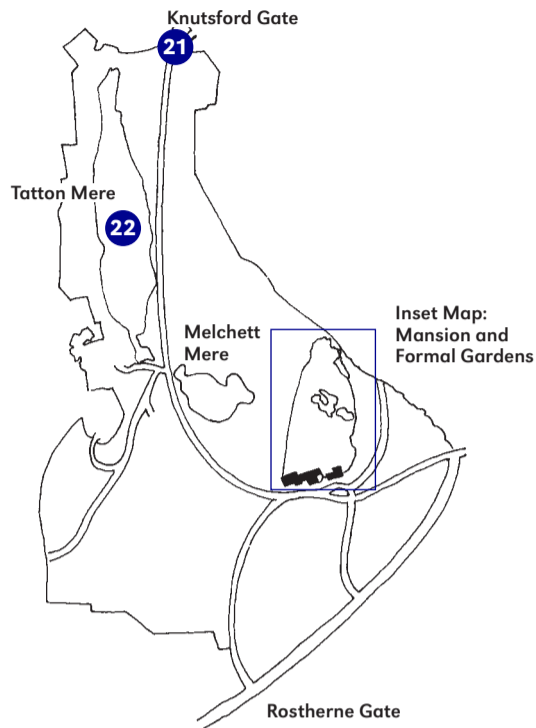 Knutsford Gate
21
Tatton Mere
22
Melchett
Mere
Inset Map:
Mansion and
Formal Gardens
Rostherne Gate